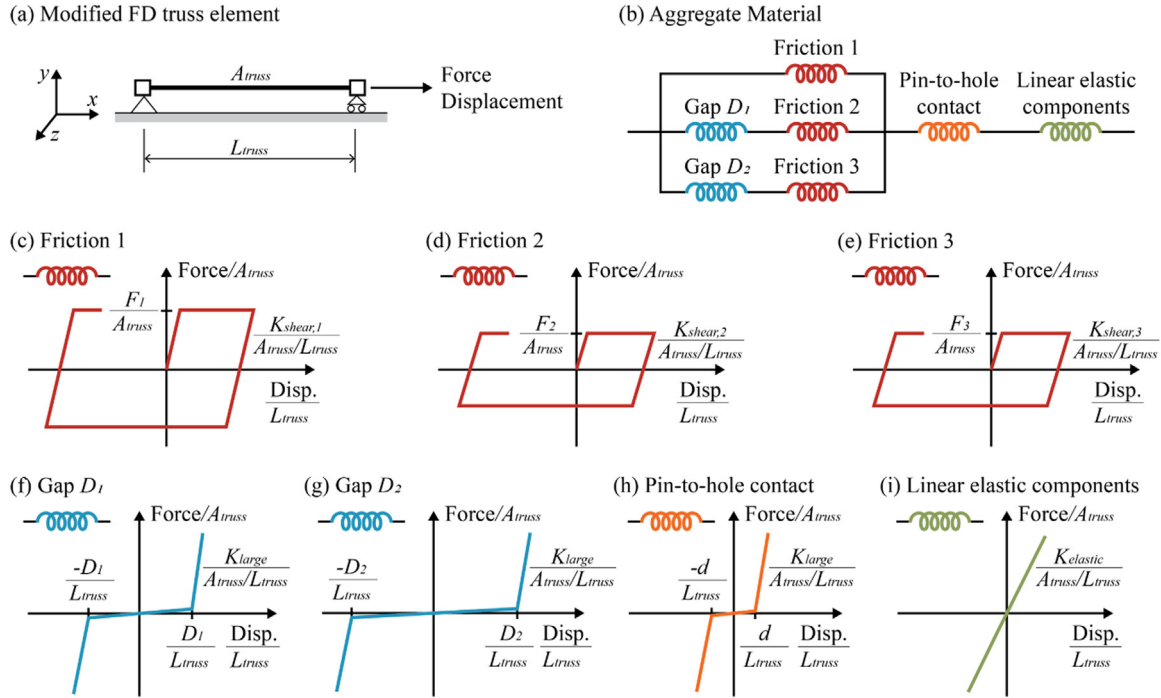 (a) Modified FD truss element
y
x
z
Atruss
Force
Displacement
Ltruss
(b) Aggregate Material
Friction 1
Pin-to-hole
contact
Linear elastic
components
Gap D1
Friction 2
Gap D2
Friction 3
(c) Friction 1
Force/Atruss
F1
Atruss
Kshear,1
Atruss/Ltruss
Disp.
Ltruss
(d) Friction 2
Force/Atruss
F2
Atruss
Kshear,2
Atruss/Ltruss
Disp.
Ltruss
(e) Friction 3
Force/Atruss
F3
Atruss
Kshear,3
Atruss/Ltruss
Disp.
Ltruss
(f) Gap D1
Force/Atruss
-D1
Ltruss
Klarge
Atruss/Ltruss
D1
Ltruss
Disp.
Ltruss
(g) Gap D2
Force/Atruss
-D2
Ltruss
Klarge
Atruss/Ltruss
D2
Ltruss
Disp.
Ltruss
(h) Pin-to-hole contact
Force/Atruss
-d
Ltruss
Klarge
Atruss/Ltruss
d
Ltruss
Disp.
Ltruss
(i) Linear elastic components
Force/Atruss
Kelastic
Atruss/Ltruss
Disp.
Ltruss